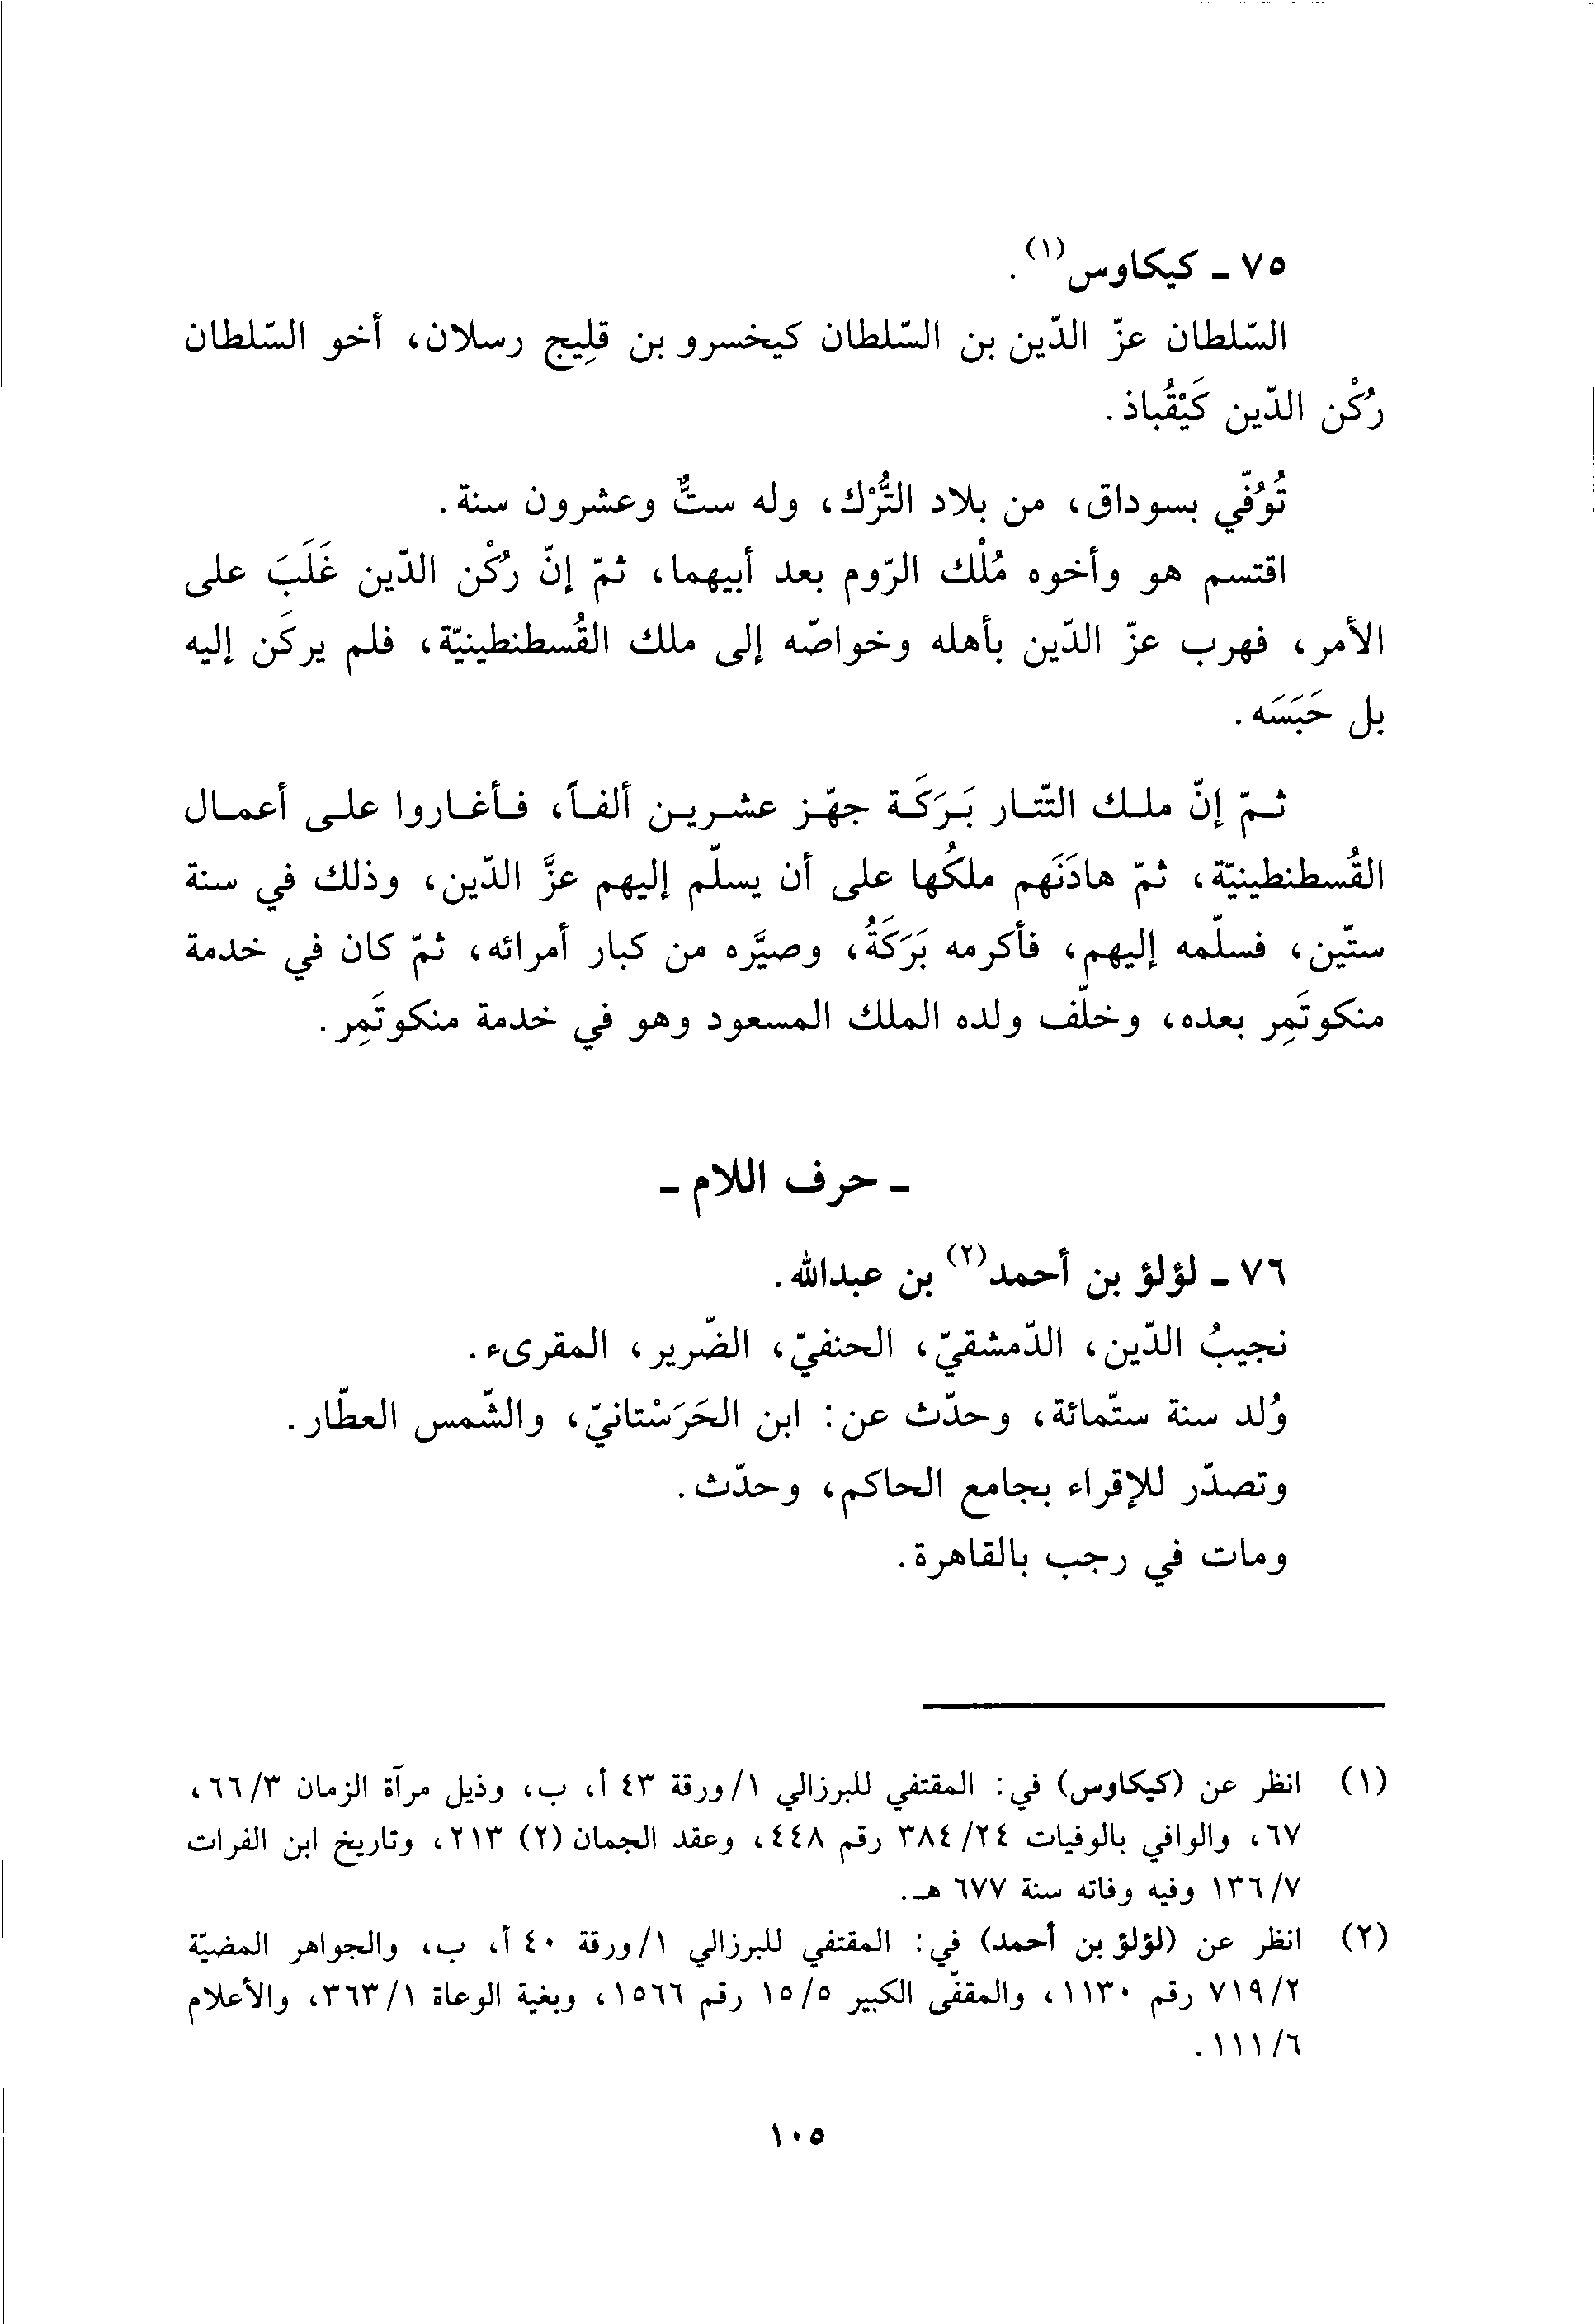 ٧٥ - كيكاوس(١).
السّلطان عزّ الدّين بن السّلطان كيخسرو بن قلِيج رسلان، أخو السّلطان
رُكْن الدّين كَيْقُباذ.
تُوُفّي بسوداق، من بلاد التُّرْك، وله ستٌّ وعشرون سنة.
اقتسم هو وأخوه مُلْك الرّوم بعد أبيهما، ثمّ إنّ رُكْن الدّين غَلَبَ على
الأمر، فهرب عزّ الدّين بأهله وخواصّه إلى ملك القُسطنطينيّة، فلم يركَن إليه
بل حَبَسَه.
ثمّ إنّ ملك التّتار بَرَكَة جهّز عشرين ألفاً، فأغاروا على أعمال
القُسطنطينيّة، ثمّ هادَنَهم ملكُها على أن يسلّم إليهم عزَّ الدّين، وذلك في سنة
ستّين، فسلّمه إليهم، فأكرمه بَرَكَةُ، وصيَّره من كبار أمرائه، ثمّ كان في خدمة
منكوتَمِر بعده، وخلّف ولده الملك المسعود وهو في خدمة منكوتَمِر.
- حرف اللام -
٧٦ - لؤلؤ بن أحمد(٢) بن عبدالله.
نجيبُ الدّين، الدّمشقيّ، الحنفيّ، الضّرير، المقرىء.
وُلد سنة ستّمائة، وحدّث عن: ابن الحَرَسْتانيّ، والشّمس العطّار.
وتصدّر للإقراء بجامع الحاكم، وحدّث.
ومات في رجب بالقاهرة.
(١) انظر عن (كيكاوس) في: المقتفي للبرزالي ١/ورقة ٤٣ أ، ب، وذيل مرآة الزمان ٣/٦٦،
٦٧، والوافي بالوفيات ٢٤/٣٨٤ رقم ٤٤٨، وعقد الجمان (٢) ٢١٣، وتاريخ ابن الفرات
٧/١٣٦ وفيه وفاته سنة ٦٧٧ هـ.
(٢) انظر عن (لؤلؤ بن أحمد) في: المقتفي للبرزالي ١/ورقة ٤٠ أ، ب، والجواهر المضيّة
٢/٧١٩ رقم ١١٣٠، والمقفّى الكبير ٥/١٥ رقم ١٥٦٦، وبغية الوعاة ١/٣٦٣، والأعلام
٦/١١١.
١٠٥